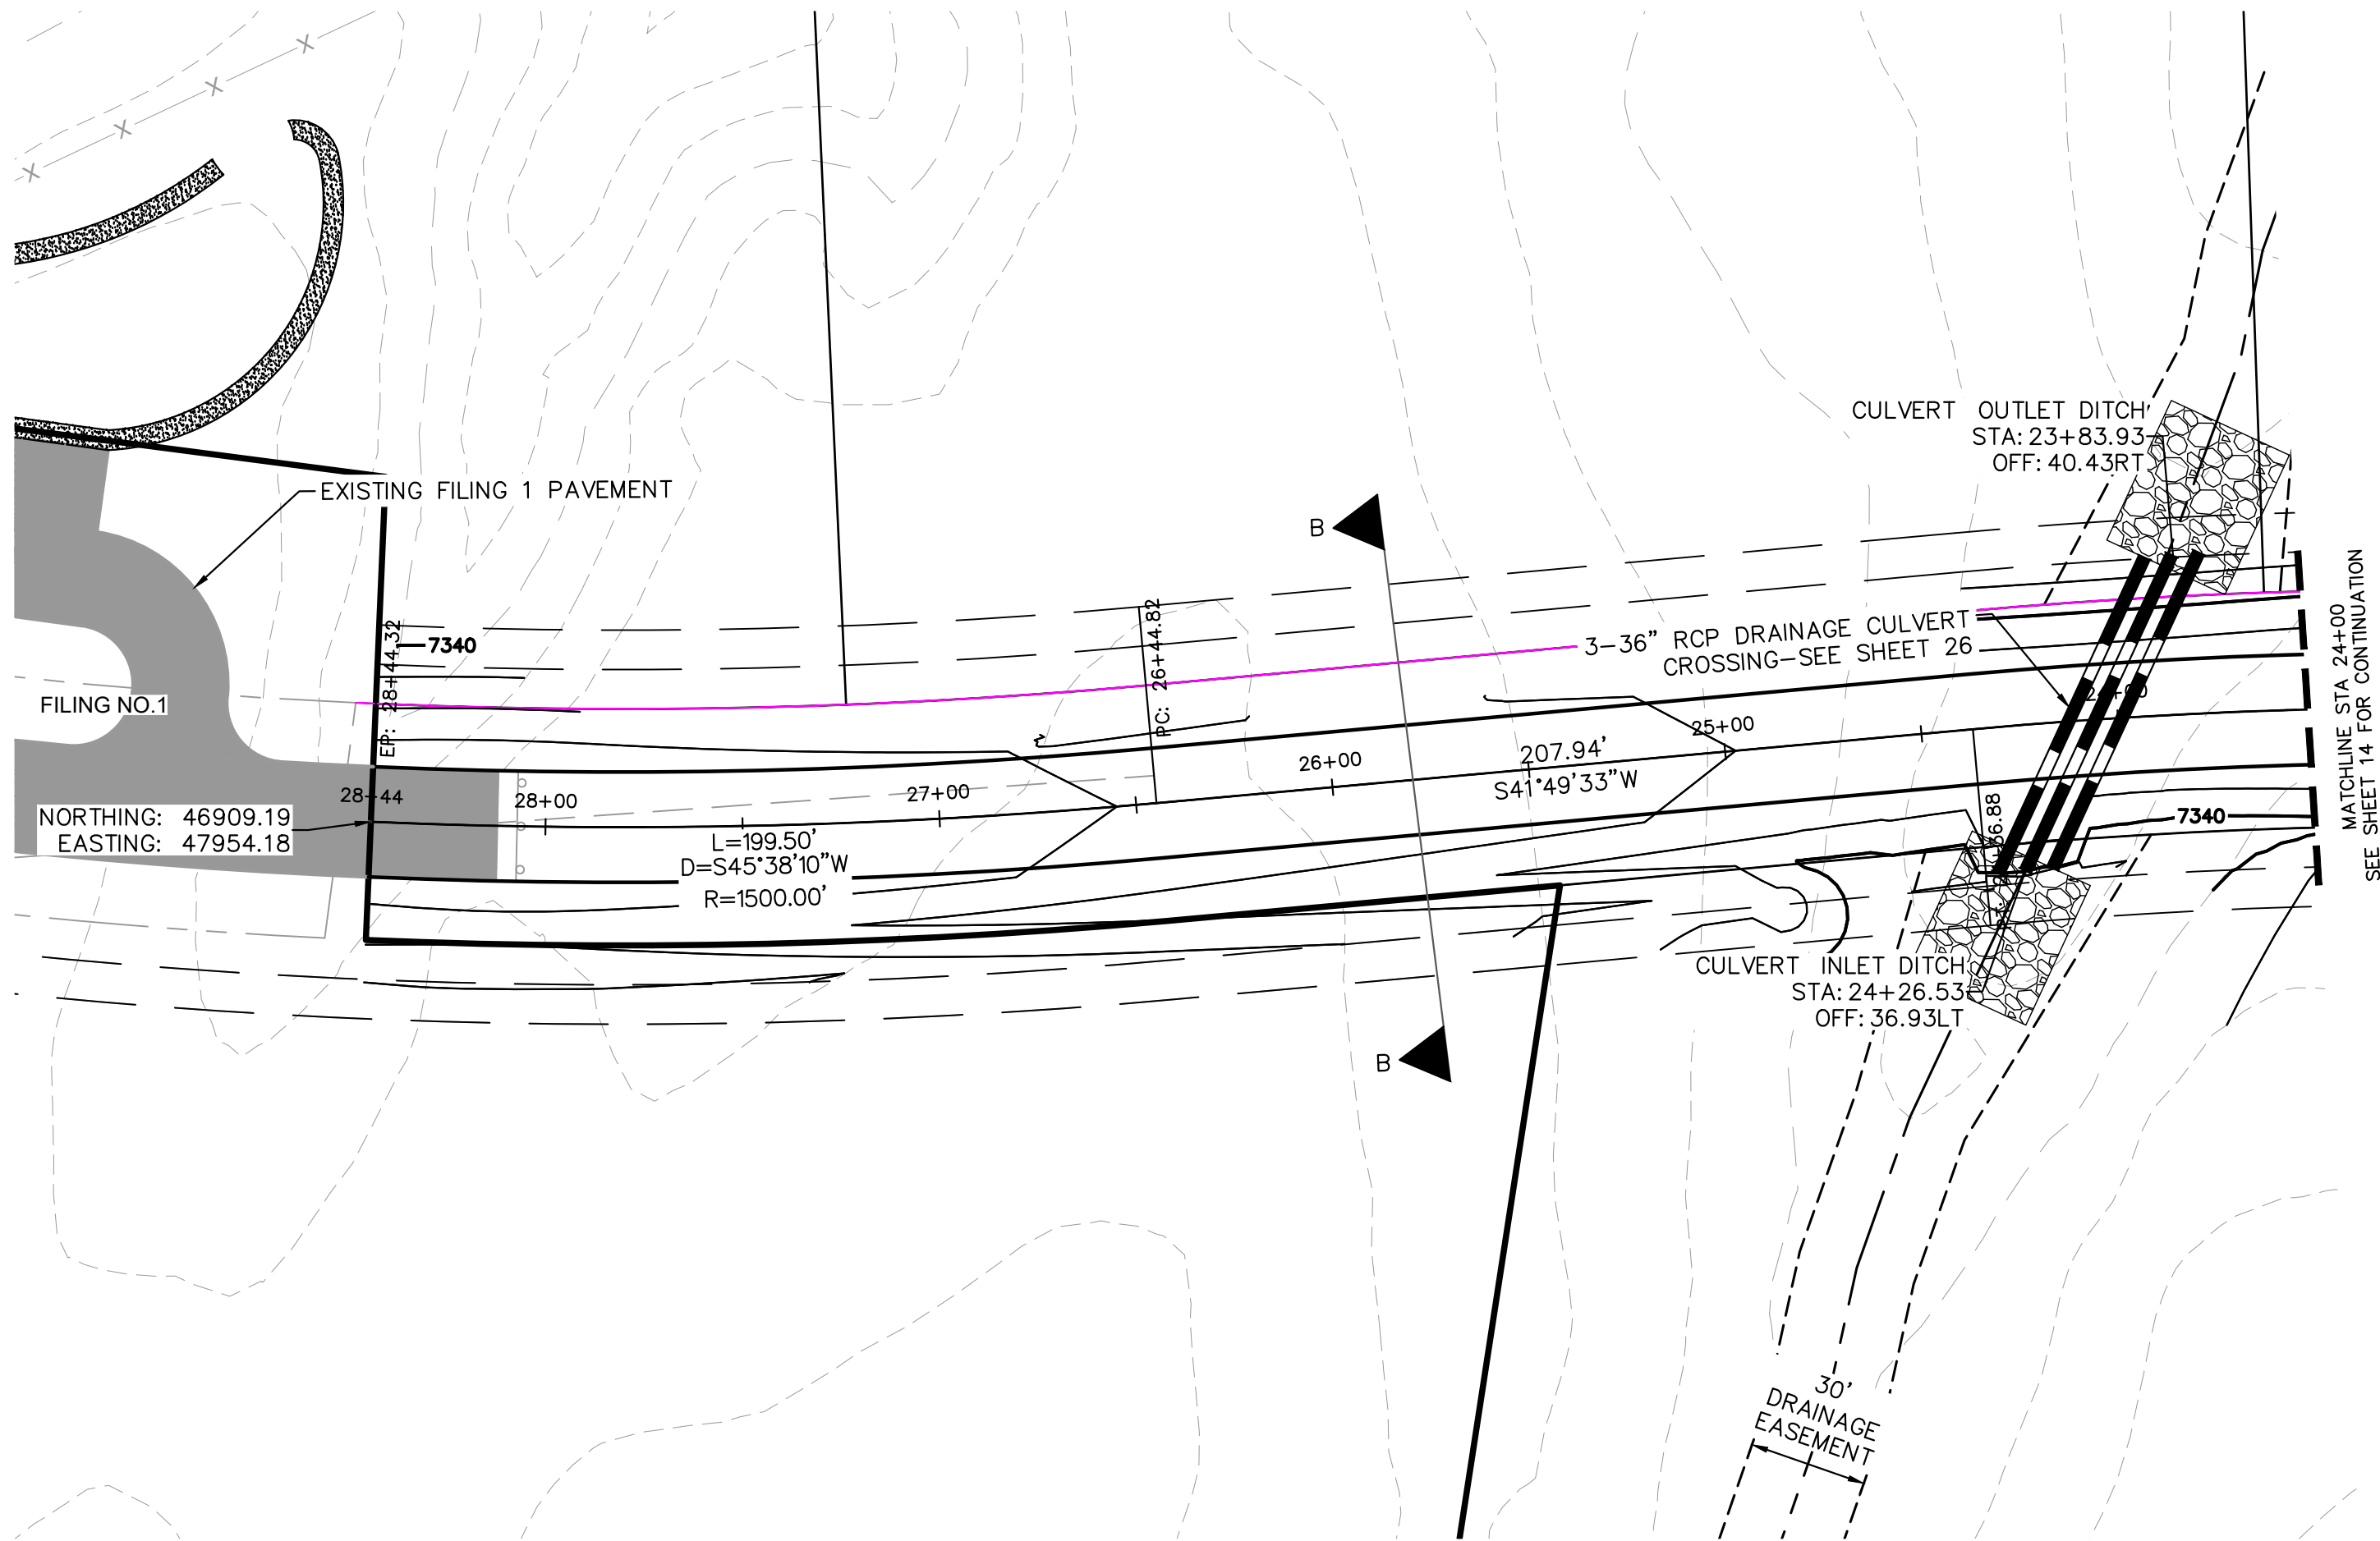 CULVERT OUTLET DITCH
STA: 23+83.93
OFF: 40.43RT
EXISTING FILING 1 PAVEMENT
B
EP: 28+44.32
7340
PC: 26+44.82
3-36" RCP DRAINAGE CULVERT
CROSSING-SEE SHEET 26
MATCHLINE STA 24+00
SEE SHEET 14 FOR CONTINUATION
FILING NO.1
24+00
25+00
207.94'
S41°49'33"W
26+00
27+00
28+00
28+44
NORTHING: 46909.19
EASTING: 47954.18
L=199.50'
D=S45°38'10"W
R=1500.00'
36.88
7340
CULVERT INLET DITCH
STA: 24+26.53
OFF: 36.93LT
B
30'
DRAINAGE
EASEMENT